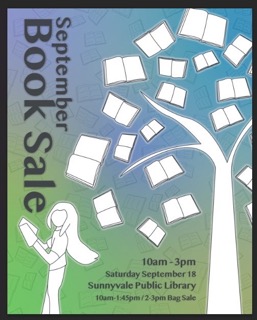 September
Book Sale
10am - 3pm
Saturday September 18
Sunnyvale Public Library
10am-1:45pm / 2-3pm Bag Sale